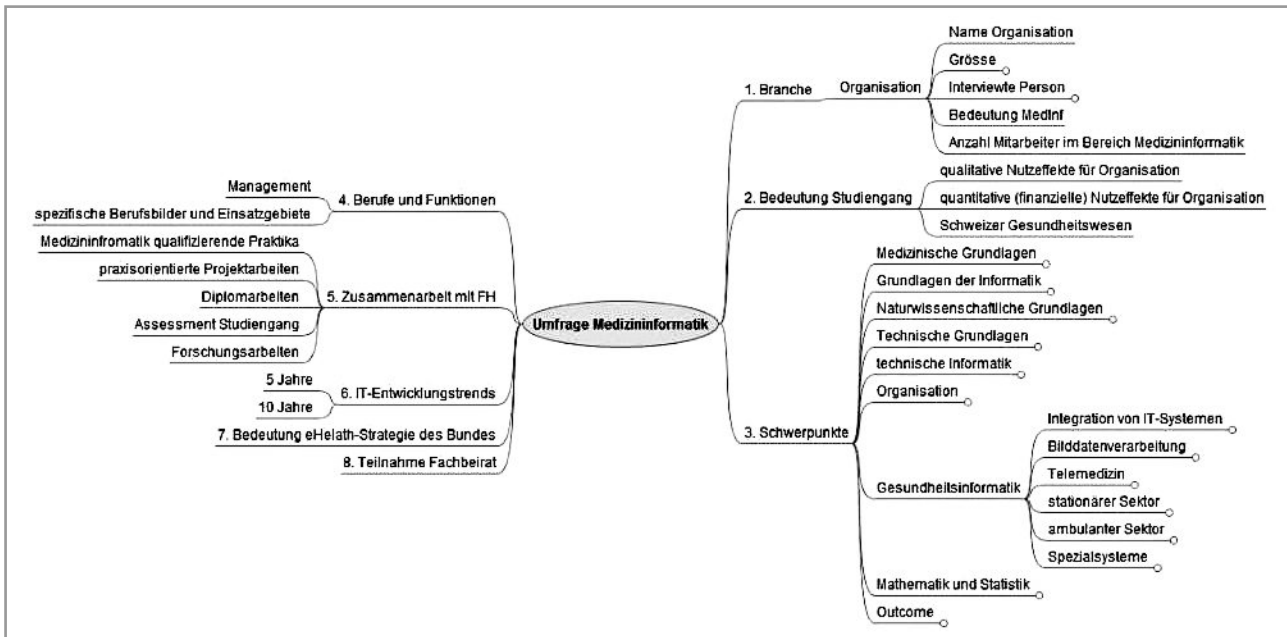 Umfrage Medizininformatik
1. Branche
Organisation
Name Organisation
Grösse
Interviewte Person
Bedeutung MedInf
Anzahl Mitarbeiter im Bereich Medizininformatik
2. Bedeutung Studiengang
qualitative Nutzeffekte für Organisation
quantitative (finanzielle) Nutzeffekte für Organisation
Schweizer Gesundheitswesen
3. Schwerpunkte
Medizinische Grundlagen
Grundlagen der Informatik
Naturwissenschaftliche Grundlagen
Technische Grundlagen
technische Informatik
Organisation
Gesundheitsinformatik
Integration von IT-Systemen
Bilddatenverarbeitung
Telemedizin
stationärer Sektor
ambulanter Sektor
Spezialsysteme
Mathematik und Statistik
Outcome
4. Berufe und Funktionen
Management
spezifische Berufsbilder und Einsatzgebiete
5. Zusammenarbeit mit FH
Medizininfromatik qualifizierende Praktika
praxisorientierte Projektarbeiten
Diplomarbeiten
Assessment Studiengang
Forschungsarbeiten
6. IT-Entwicklungstrends
5 Jahre
10 Jahre
7. Bedeutung eHelath-Strategie des Bundes
8. Teilnahme Fachbeirat